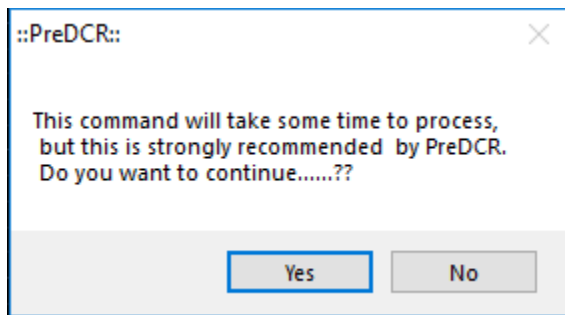 ::PreDCR::
This command will take some time to process,
but this is strongly recommended  by PreDCR.
Do you want to continue......??
Yes
No